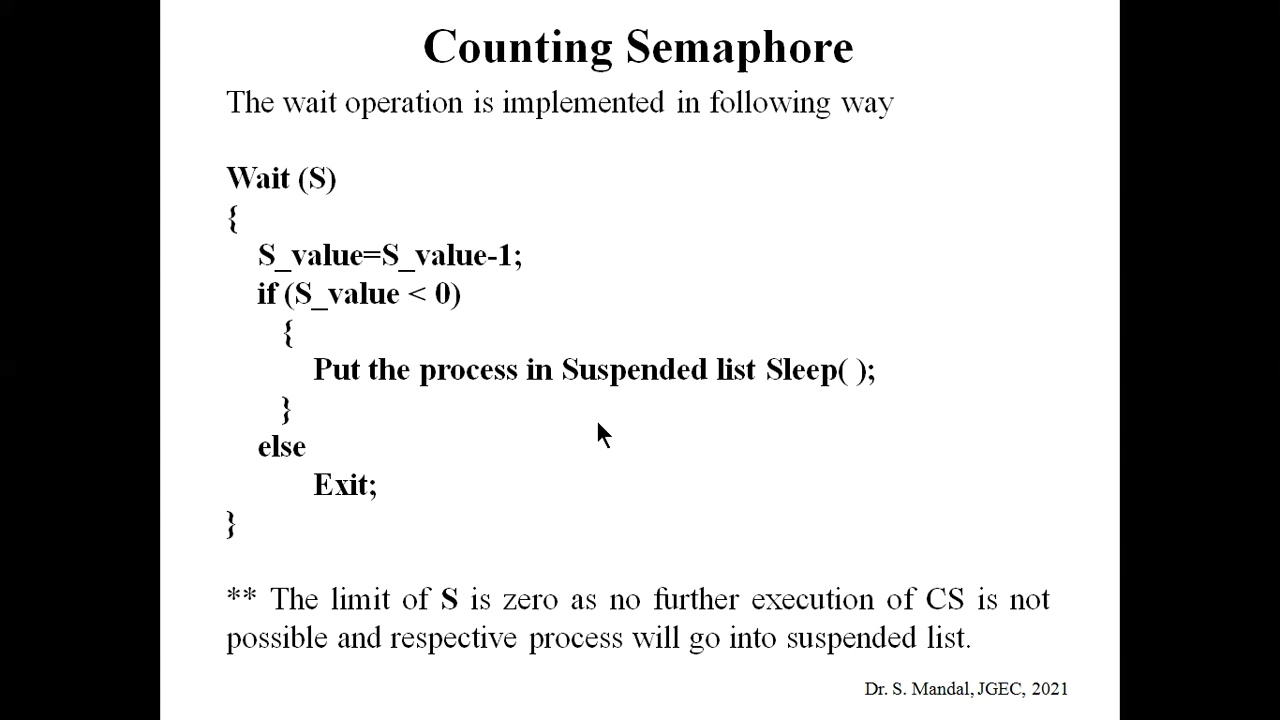 Counting Semaphore
The wait operation is implemented in following way
Wait (S)
{
S_value=S_value-1;
if (S_value < 0)
{
Put the process in Suspended list Sleep( );
}
else
Exit;
}
** The limit of S is zero as no further execution of CS is not
possible and respective process will go into suspended list.
Dr. S. Mandal, JGEC, 2021